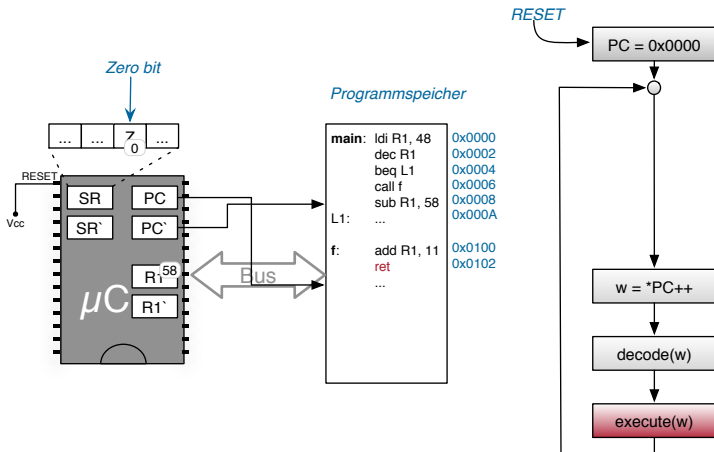 RESET
PC = 0x0000
Zero bit
Programmspeicher
... ... Z ...
0
main: ldi R1, 48 0x0000
dec R1 0x0002
beq L1 0x0004
call f 0x0006
sub R1, 58 0x0008
L1: ... 0x000A
f: add R1, 11 0x0100
ret 0x0102
...
RESET
Vcc
SR PC
SR` PC`
R1 58
R1`
µC
Bus
w = *PC++
decode(w)
execute(w)